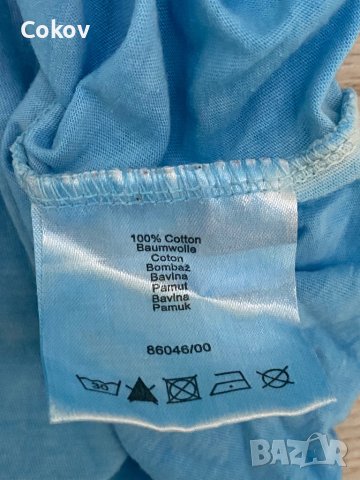 Cokov
100% Cotton
Baumwolle
Coton
Bombaž
Bavlna
Pamut
Bavlna
Pamuk
86046/00
30
BAZAR